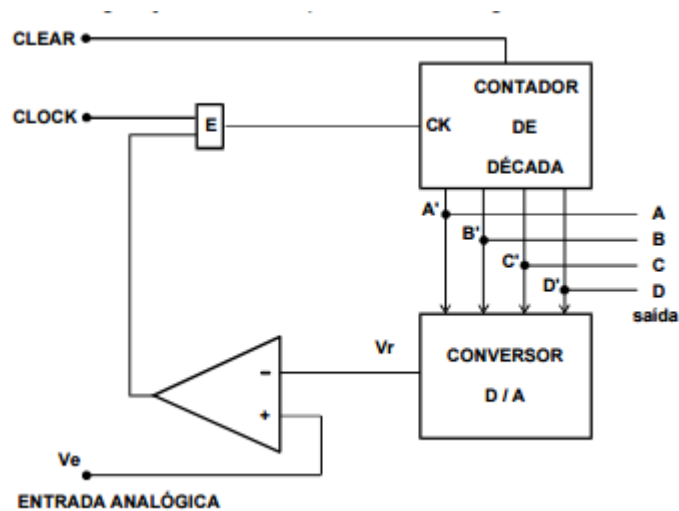 CLEAR
CLOCK
E
CK
CONTADOR
DE
DÉCADA
A'
B'
C'
D'
A
B
C
D
saída
Vr
CONVERSOR
D / A
-
+
Ve
ENTRADA ANALÓGICA